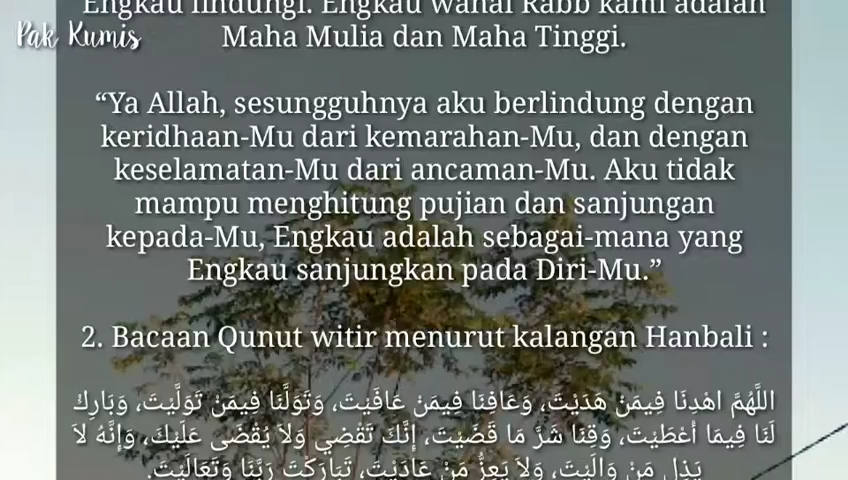 Engkau lindungi. Engkau wahai Rabb kami adalah
Pak Kumis
Maha Mulia dan Maha Tinggi.
“Ya Allah, sesungguhnya aku berlindung dengan
keridhaan-Mu dari kemarahan-Mu, dan dengan
keselamatan-Mu dari ancaman-Mu. Aku tidak
mampu menghitung pujian dan sanjungan
kepada-Mu, Engkau adalah sebagai-mana yang
Engkau sanjungkan pada Diri-Mu.”
2. Bacaan Qunut witir menurut kalangan Hanbali :
اللَّهُمَّ اهْدِنَا فِيمَنْ هَدَيْتَ، وَعَافِنَا فِيمَنْ عَافَيْتَ، وَتَوَلَّنَا فِيمَنْ تَوَلَّيْتَ، وَبَارِكْ
لَنَا فِيمَا أَعْطَيْتَ، وَقِنَا شَرَّ مَا قَضَيْتَ، إِنَّكَ تَقْضِي وَلاَ يُقْضَى عَلَيْكَ، وَإِنَّهُ لاَ
يَذِلُّ مَنْ وَالَيْتَ، وَلاَ يَعِزُّ مَنْ عَادَيْتَ، تَبَارَكْتَ رَبَّنَا وَتَعَالَيْتَ.